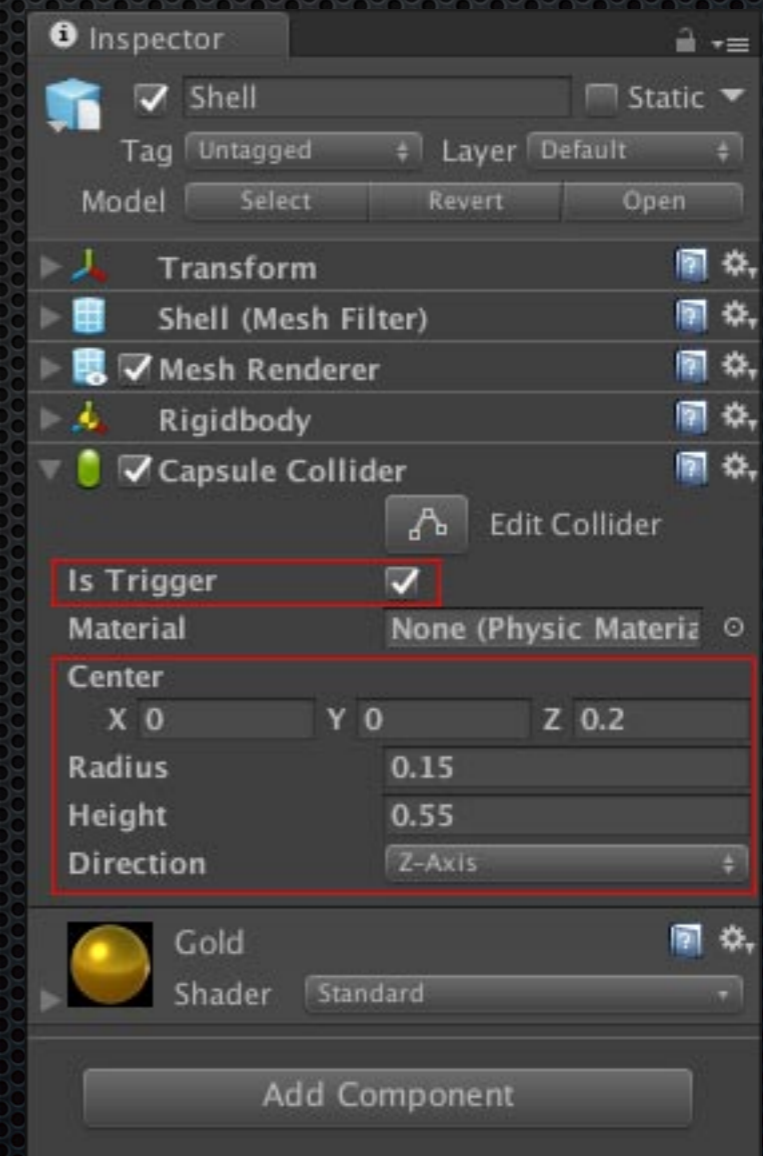 Inspector
Shell Static
Tag Untagged Layer Default
Model Select Revert Open
Transform
Shell (Mesh Filter)
Mesh Renderer
Rigidbody
Capsule Collider
Edit Collider
Is Trigger
Material None (Physic Materia
Center
X 0 Y 0 Z 0.2
Radius 0.15
Height 0.55
Direction Z-Axis
Gold
Shader Standard
Add Component